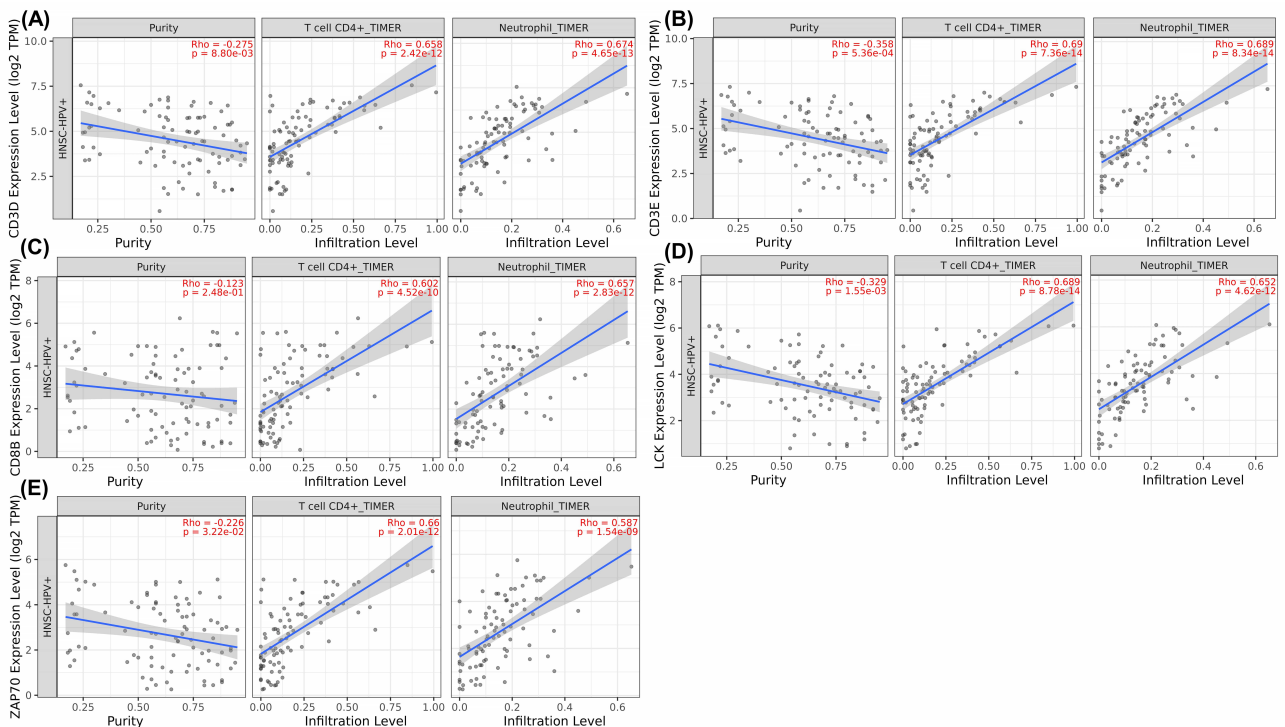 (A)
Purity
T cell CD4+_TIMER
Neutrophil_TIMER
Rho = -0.275
p = 8.80e-03
Rho = 0.658
p = 2.42e-12
Rho = 0.674
p = 4.65e-13
CD3D Expression Level (log2 TPM)
HNSC-HPV+
10.0
7.5
5.0
2.5
0.25 0.50 0.75
0.00 0.25 0.50 0.75 1.00
0.0 0.2 0.4 0.6
Purity
Infiltration Level
(B)
Purity
T cell CD4+_TIMER
Neutrophil_TIMER
Rho = -0.358
p = 5.36e-04
Rho = 0.69
p = 7.36e-14
Rho = 0.689
p = 8.34e-14
CD3E Expression Level (log2 TPM)
HNSC-HPV+
10.0
7.5
5.0
2.5
0.0
0.25 0.50 0.75
0.00 0.25 0.50 0.75 1.00
0.0 0.2 0.4 0.6
Purity
Infiltration Level
(C)
Purity
T cell CD4+_TIMER
Neutrophil_TIMER
Rho = -0.123
p = 2.48e-01
Rho = 0.602
p = 4.52e-10
Rho = 0.657
p = 2.83e-12
CD8B Expression Level (log2 TPM)
HNSC-HPV+
8
6
4
2
0
0.25 0.50 0.75
0.00 0.25 0.50 0.75 1.00
0.0 0.2 0.4 0.6
Purity
Infiltration Level
(D)
Purity
T cell CD4+_TIMER
Neutrophil_TIMER
Rho = -0.329
p = 1.55e-03
Rho = 0.689
p = 8.78e-14
Rho = 0.652
p = 4.62e-12
LCK Expression Level (log2 TPM)
HNSC-HPV+
8
6
4
2
0.25 0.50 0.75
0.00 0.25 0.50 0.75 1.00
0.0 0.2 0.4 0.6
Purity
Infiltration Level
(E)
Purity
T cell CD4+_TIMER
Neutrophil_TIMER
Rho = -0.226
p = 3.22e-02
Rho = 0.66
p = 2.01e-12
Rho = 0.587
p = 1.54e-09
ZAP70 Expression Level (log2 TPM)
HNSC-HPV+
6
4
2
0
0.25 0.50 0.75
0.00 0.25 0.50 0.75 1.00
0.0 0.2 0.4 0.6
Purity
Infiltration Level